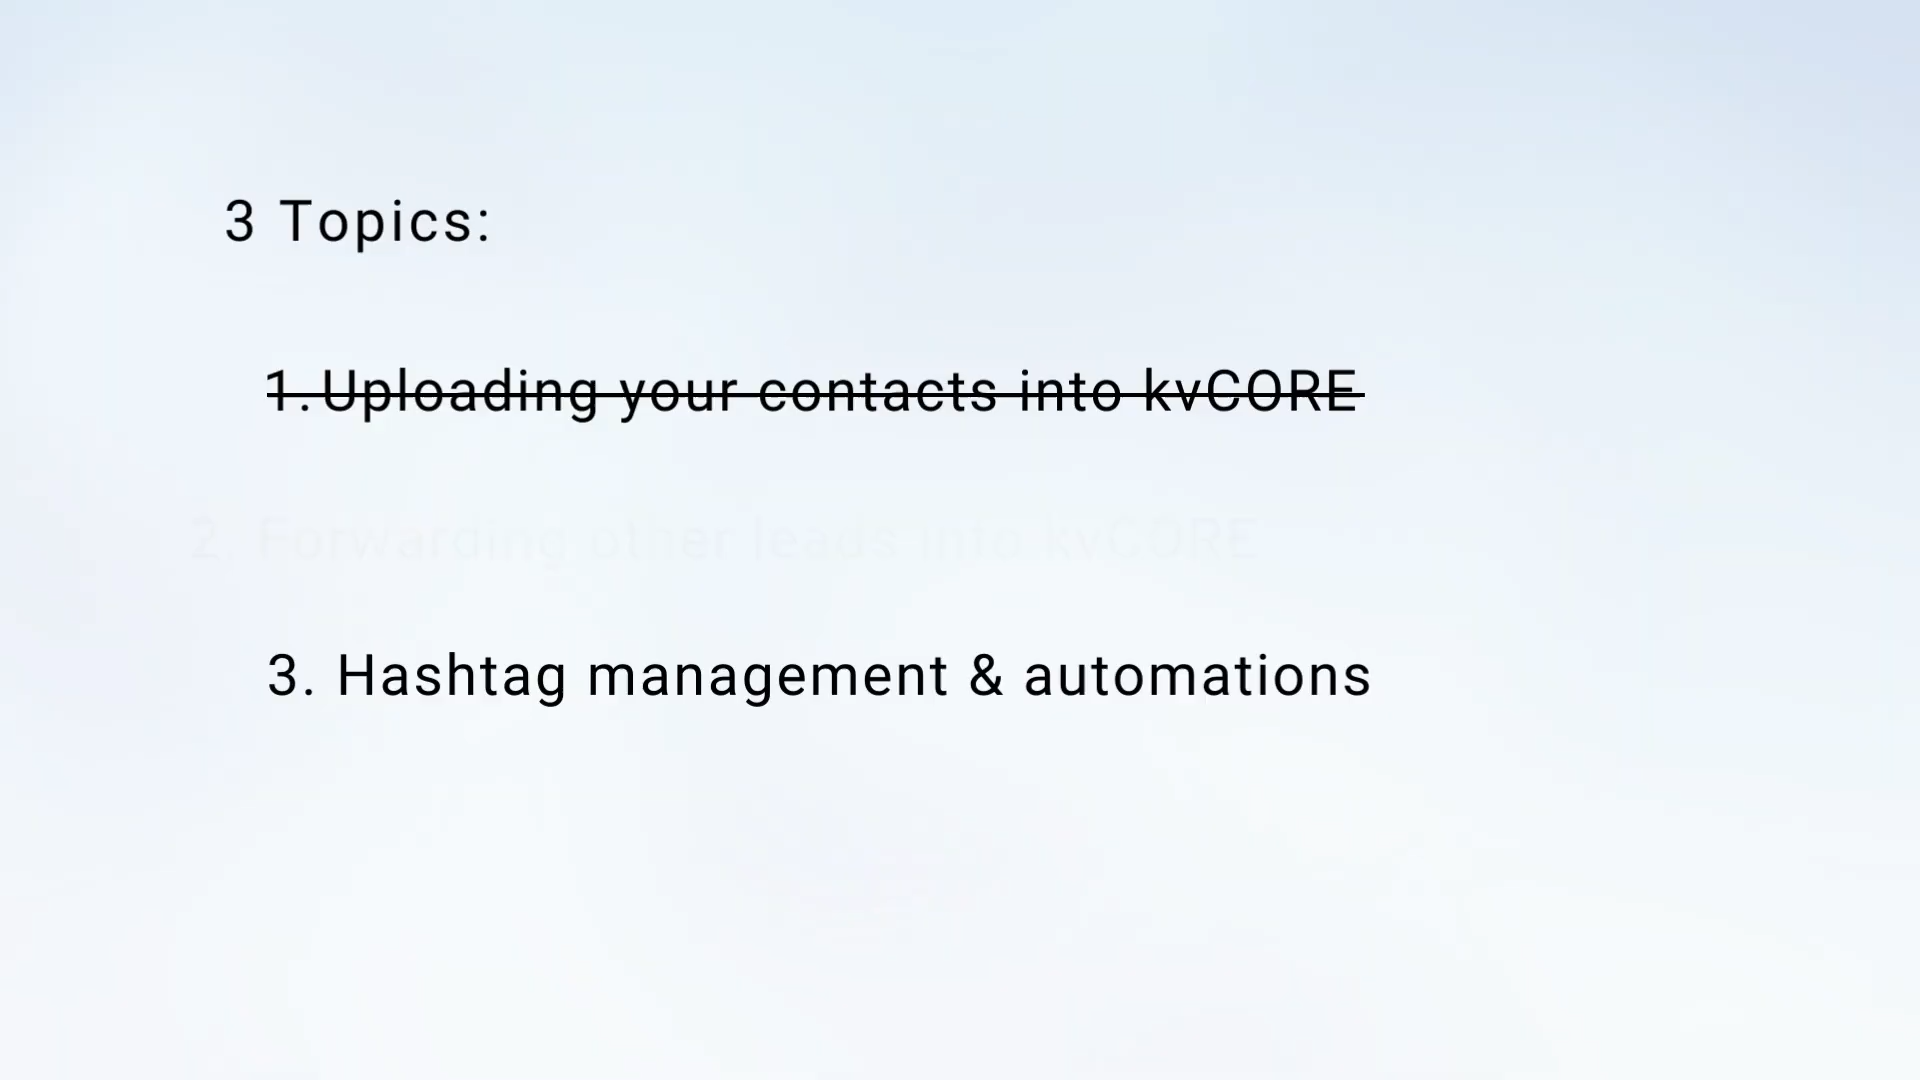 3 Topics:
1. Uploading your contacts into kvCORE
2. Forwarding other leads into kvCORE
3. Hashtag management & automations